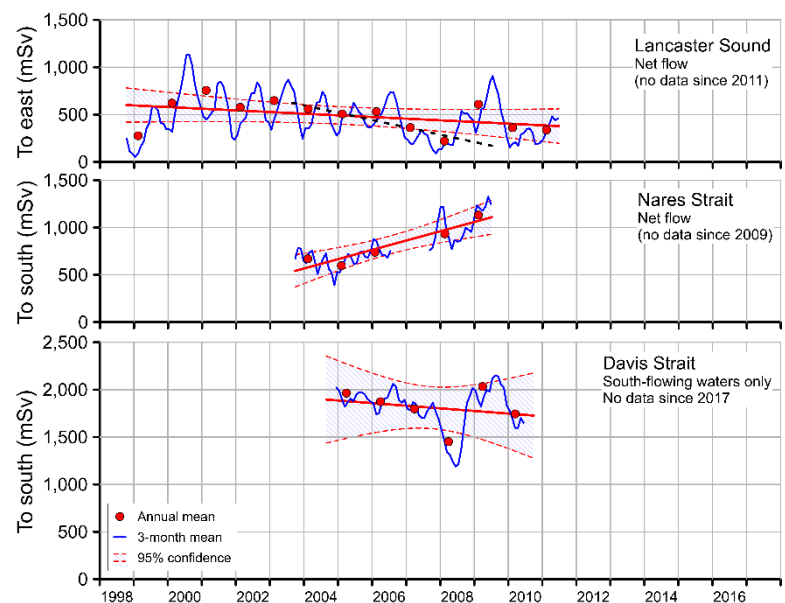 1,500
1,000
500
0
To east (mSv)
Lancaster Sound
Net flow
(no data since 2011)
1,500
1,000
500
0
To south (mSv)
Nares Strait
Net flow
(no data since 2009)
2,500
2,000
1,500
1,000
500
0
To south (mSv)
Davis Strait
South-flowing waters only
No data since 2017
Annual mean
3-month mean
95% confidence
1998 2000 2002 2004 2006 2008 2010 2012 2014 2016